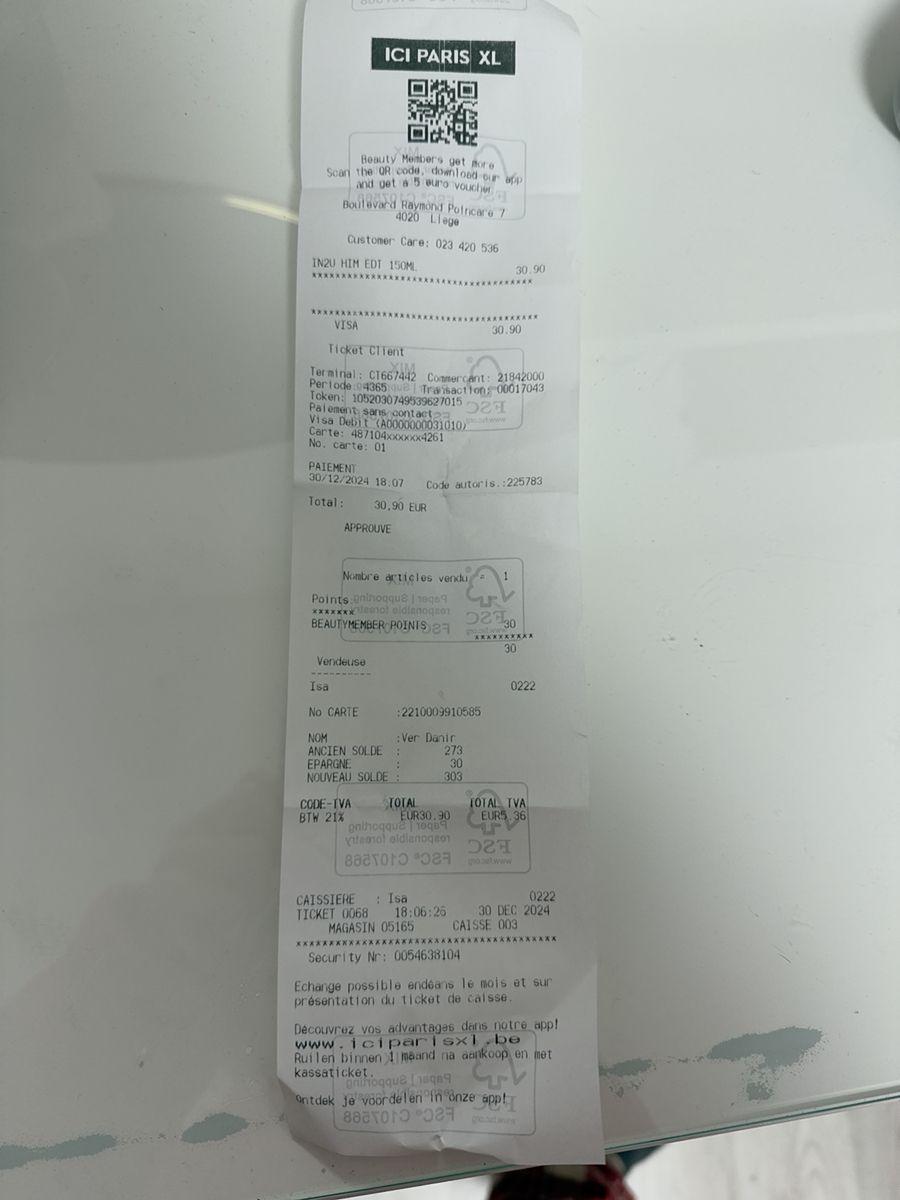 ICI PARIS XL
Beauty Members get more
Scan the QR code, download our app
and get a 5 euro voucher
Boulevard Raymond Poincare 7
4020 Liege
Customer Care: 023 420 536
IN2U HIM EDT 150ML 30.90
**************************************
**************************************
VISA 30.90
Ticket Client
Terminal: CT667442 Commercant: 21842000
Periode: 4365 Transaction: 00017043
Token: 1052030749539627015
Paiement sans contact
Visa Debit (A0000000031010)
Carte: 487104xxxxxx4261
No. carte: 01
PAIEMENT
30/12/2024 18.07 Code autoris.:225783
Total: 30,90 EUR
APPROUVE
Nombre articles vendu = 1
Points
*******
BEAUTYMEMBER POINTS 30
**********
30
Vendeuse
----------
Isa 0222
No CARTE :2210009910585
NOM :Ver Danir
ANCIEN SOLDE : 273
EPARGNE : 30
NOUVEAU SOLDE : 303
CODE-TVA TOTAL TOTAL TVA
BTW 21% EUR30.90 EUR5.36
CAISSIERE : Isa 0222
TICKET 0068 18:06:26 30 DEC 2024
MAGASIN 05165 CAISSE 003
******************************************
Security Nr: 0054638104
Echange possible endéans le mois et sur
présentation du ticket de caisse.
Découvrez vos advantages dans notre app!
www.iciparisxl.be
Ruilen binnen 1 maand na aankoop en met
kassaticket.
Ontdek je voordelen in onze app!